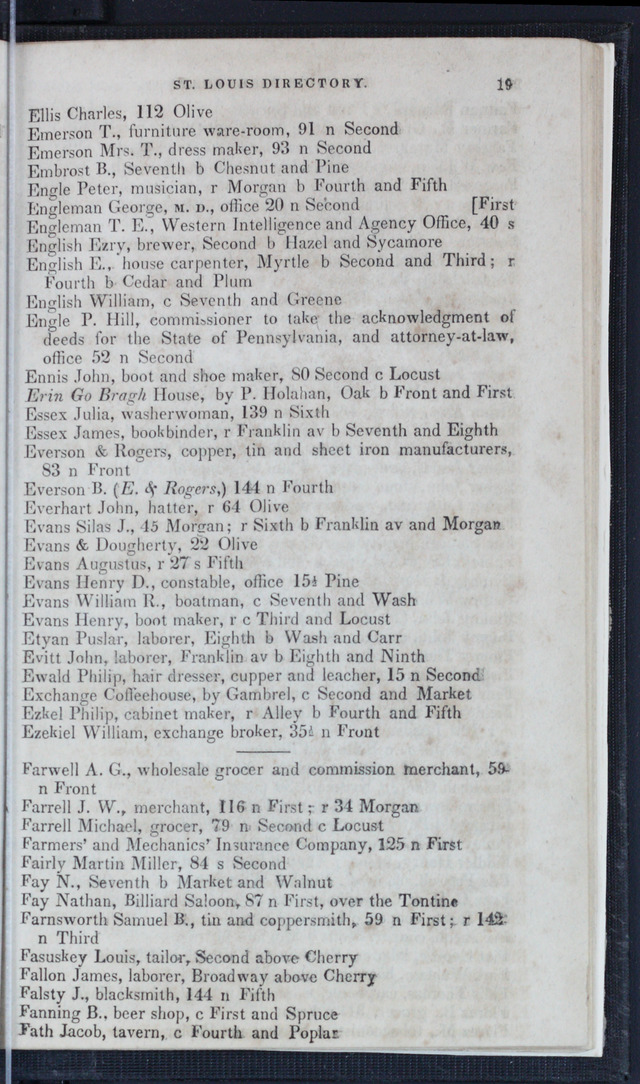 ST. LOUIS DIRECTORY. 19
Ellis Charles, 112 Olive
Emerson T., furniture ware-room, 91 n Second
Emerson Mrs. T., dress maker, 93 n Second
Embrost B., Seventh b Chesnut and Pine
Engle Peter, musician, r Morgan b Fourth and Fifth
Engleman George, M. D., office 20 n Second [First
Engleman T. E., Western Intelligence and Agency Office, 40 s
English Ezry, brewer, Second b Hazel and Sycamore
English E., house carpenter, Myrtle b Second and Third; r
Fourth b Cedar and Plum
English William, c Seventh and Greene
Engle P. Hill, commissioner to take the acknowledgment of
deeds for the State of Pennsylvania, and attorney-at-law,
office 52 n Second
Ennis John, boot and shoe maker, 80 Second c Locust
Erin Go Bragh House, by P. Holahan, Oak b Front and First
Essex Julia, washerwoman, 139 n Sixth
Essex James, bookbinder, r Franklin av b Seventh and Eighth
Everson & Rogers, copper, tin and sheet iron manufacturers,
83 n Front
Everson B. (E. & Rogers,) 144 n Fourth
Everhart John, hatter, r 64 Olive
Evans Silas J., 45 Morgan; r Sixth b Franklin av and Morgan
Evans & Dougherty, 22 Olive
Evans Augustus, r 27 s Fifth
Evans Henry D., constable, office 15½ Pine
Evans William R., boatman, c Seventh and Wash
Evans Henry, boot maker, r c Third and Locust
Etyan Puslar, laborer, Eighth b Wash and Carr
Evitt John, laborer, Franklin av b Eighth and Ninth
Ewald Philip, hair dresser, cupper and leacher, 15 n Second
Exchange Coffeehouse, by Gambrel, c Second and Market
Ezkel Philip, cabinet maker, r Alley b Fourth and Fifth
Ezekiel William, exchange broker, 35½ n Front
Farwell A. G., wholesale grocer and commission merchant, 59
n Front
Farrell J. W., merchant, 116 n First; r 34 Morgan
Farrell Michael, grocer, 79 n Second c Locust
Farmers' and Mechanics' Insurance Company, 125 n First
Fairly Martin Miller, 84 s Second
Fay N., Seventh b Market and Walnut
Fay Nathan, Billiard Saloon, 87 n First, over the Tontine
Farnsworth Samuel B., tin and coppersmith, 59 n First; r 142
n Third
Fasuskey Louis, tailor, Second above Cherry
Fallon James, laborer, Broadway above Cherry
Falsty J., blacksmith, 144 n Fifth
Fanning B., beer shop, c First and Spruce
Fath Jacob, tavern, c Fourth and Poplar